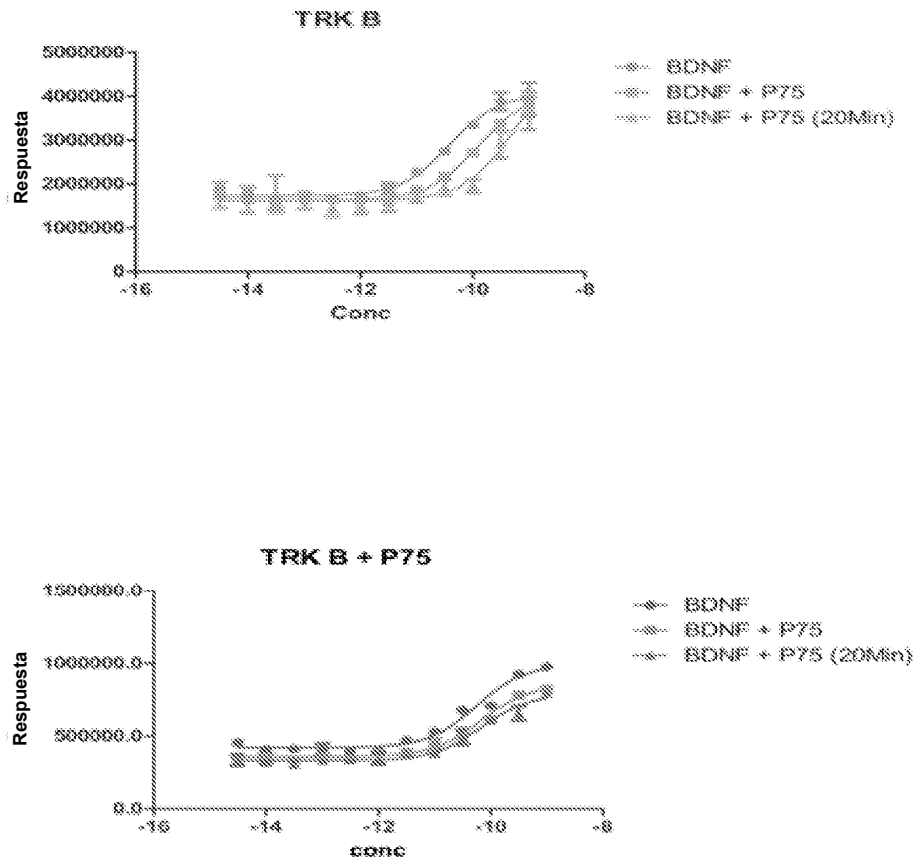 TRK B
5000000
4000000
3000000
2000000
1000000
0
Respuesta
-16
-14
-12
-10
-8
Conc
BDNF
BDNF + P75
BDNF + P75 (20Min)
TRK B + P75
1500000.0
1000000.0
500000.0
0.0
Respuesta
-16
-14
-12
-10
-8
conc
BDNF
BDNF + P75
BDNF + P75 (20Min)